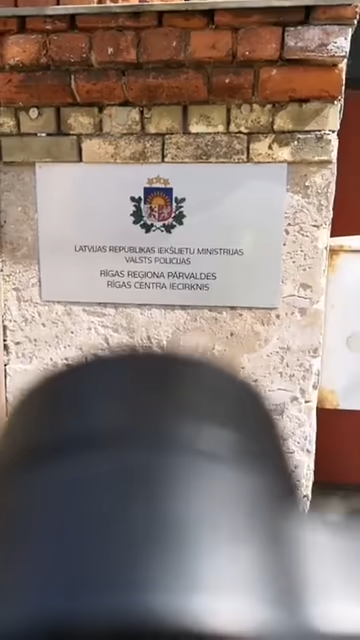 LATVIJAS REPUBLIKAS IEKŠLIETU MINISTRIJAS
VALSTS POLICIJAS
RĪGAS REĢIONA PĀRVALDES
RĪGAS CENTRA IECIRKNIS